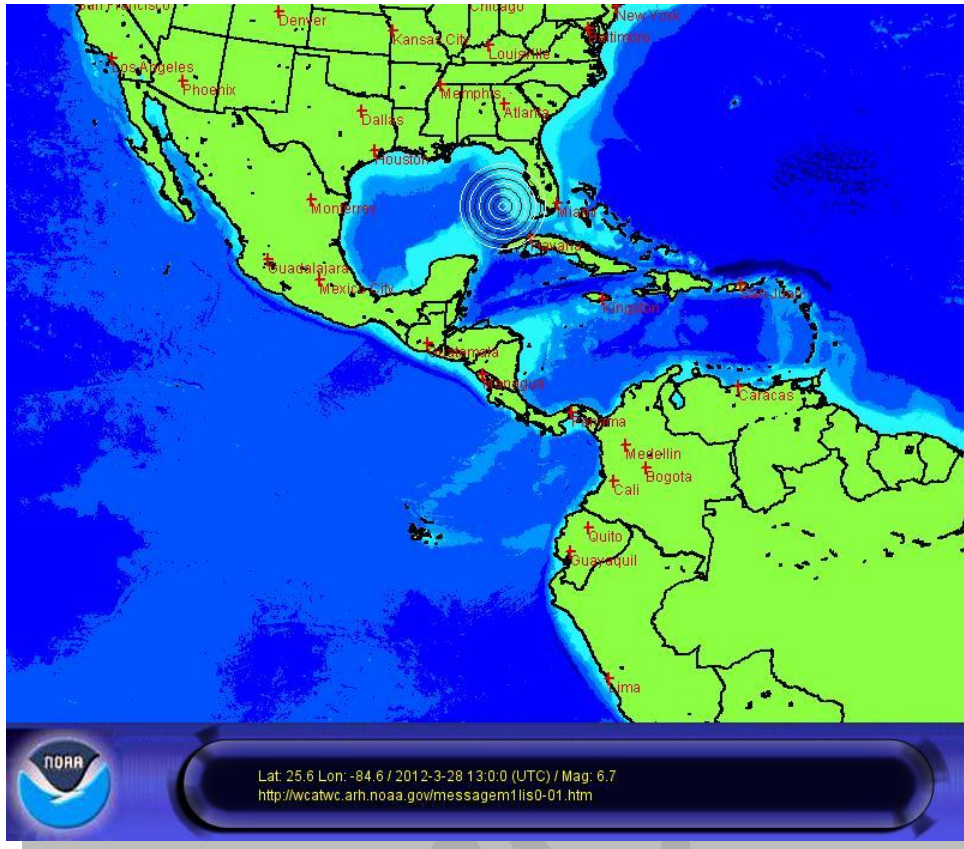 San Francisco
Denver
Chicago
New York
Kansas City
Louisville
Baltimore
Los Angeles
Phoenix
Memphis
Atlanta
Dallas
Houston
Monterrey
Miami
Havana
Guadalajara
Mexico City
San Juan
Kingston
Guatemala
Managua
Caracas
Panama
Medellin
Bogota
Cali
Quito
Guayaquil
Lima
NOAA
Lat: 25.6 Lon: -84.6 / 2012-3-28 13:0:0 (UTC) / Mag: 6.7
http://wcatwc.arh.noaa.gov/messagem1lis0-01.htm